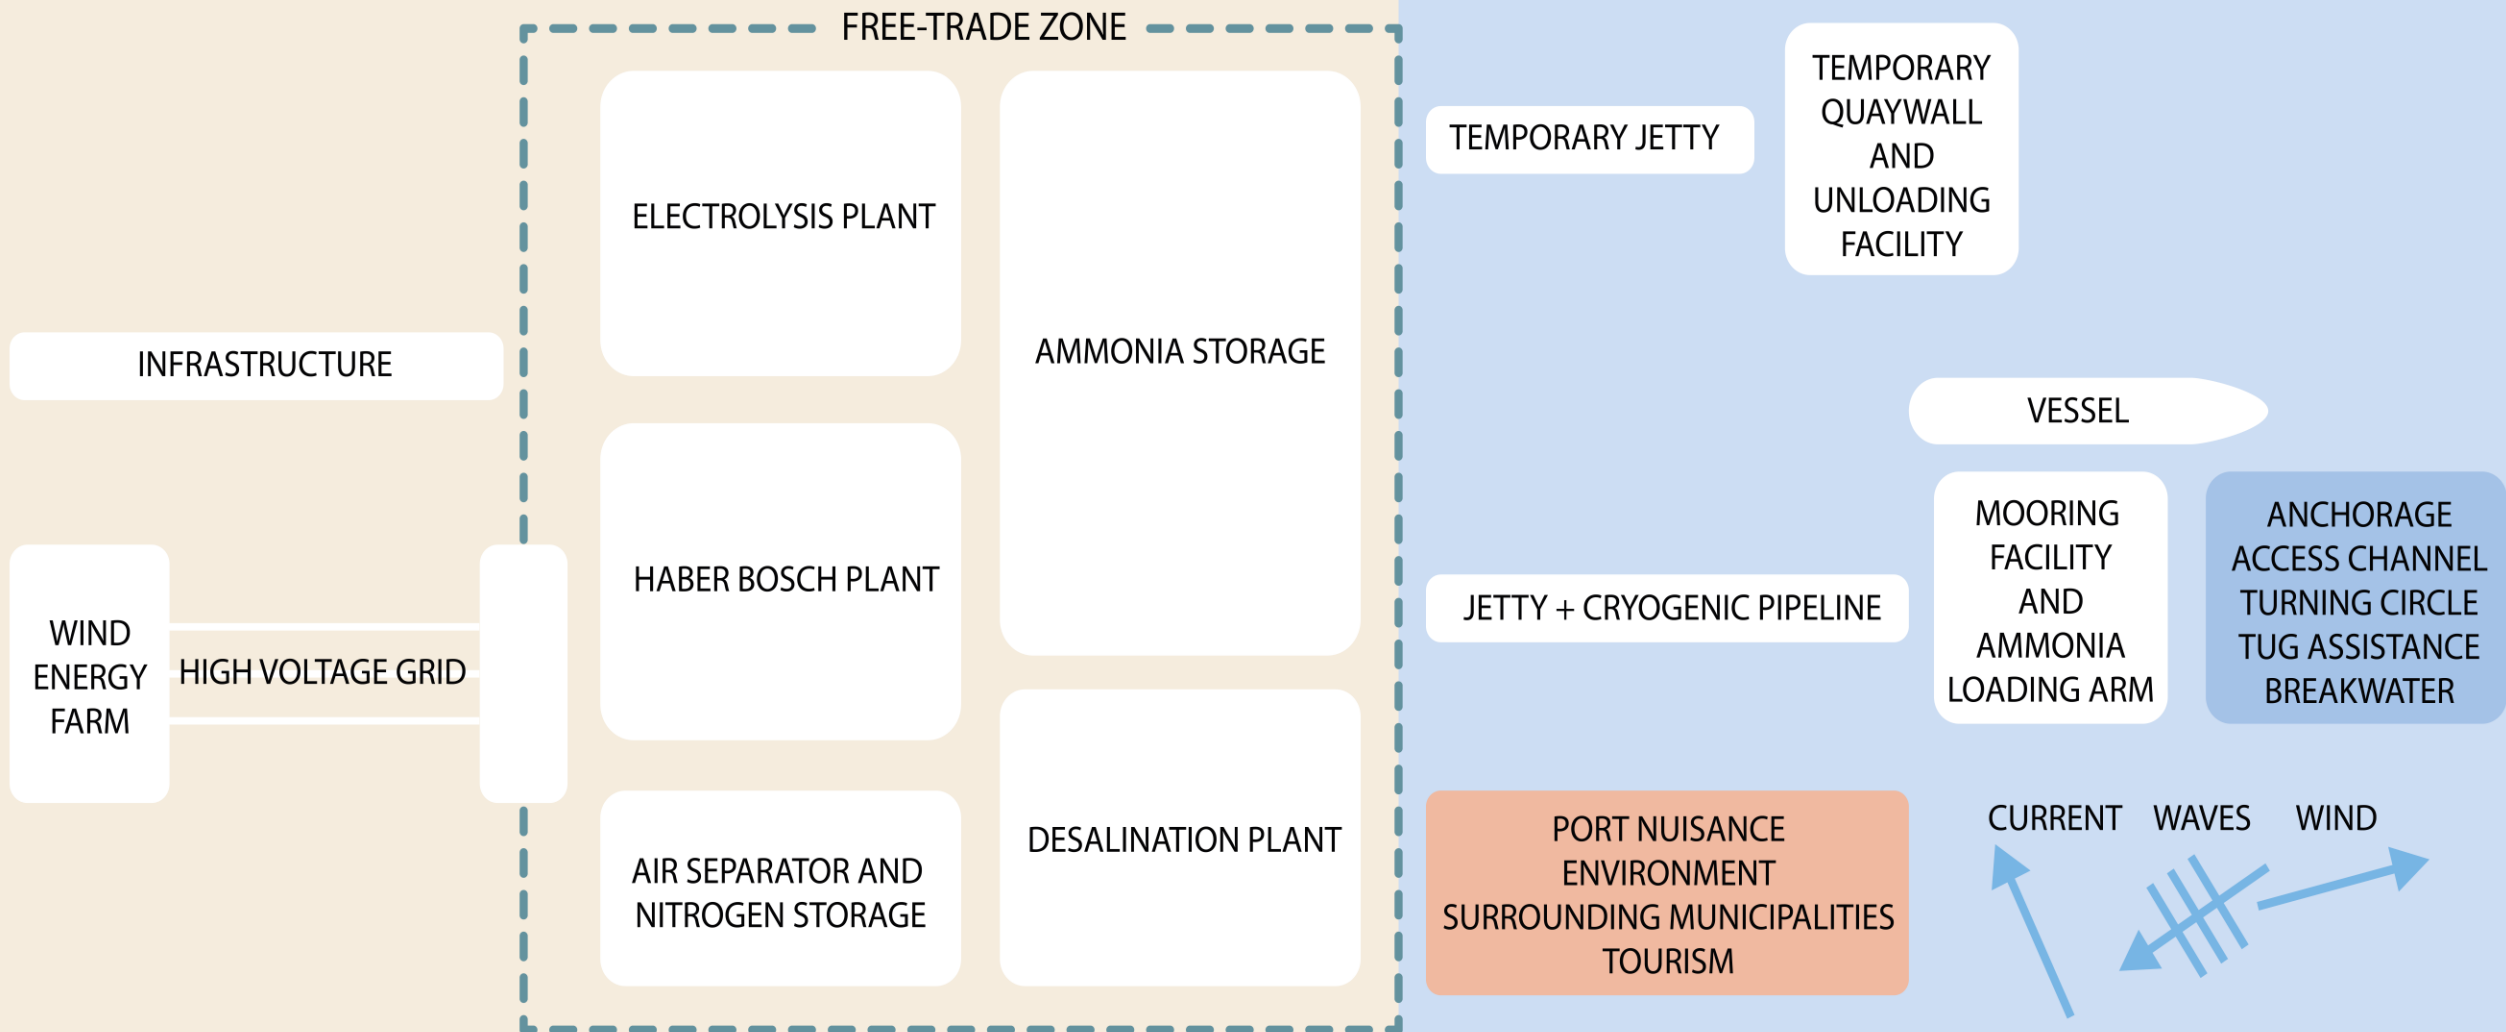 FREE-TRADE ZONE
INFRASTRUCTURE
WIND
ENERGY
FARM
HIGH VOLTAGE GRID
ELECTROLYSIS PLANT
HABER BOSCH PLANT
AIR SEPARATOR AND
NITROGEN STORAGE
AMMONIA STORAGE
DESALINATION PLANT
TEMPORARY JETTY
TEMPORARY
QUAYWALL
AND
UNLOADING
FACILITY
VESSEL
JETTY + CRYOGENIC PIPELINE
MOORING
FACILITY
AND
AMMONIA
LOADING ARM
ANCHORAGE
ACCESS CHANNEL
TURNING CIRCLE
TUG ASSISTANCE
BREAKWATER
PORT NUISANCE
ENVIRONMENT
SURROUNDING MUNICIPALITIES
TOURISM
CURRENT
WAVES
WIND